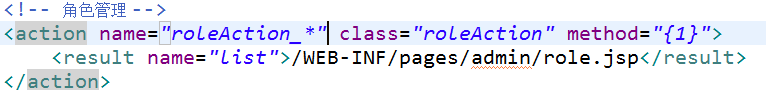 <!-- 角色管理 -->
<action name="roleAction_*" class="roleAction" method="{1}">
<result name="list">/WEB-INF/pages/admin/role.jsp</result>
</action>